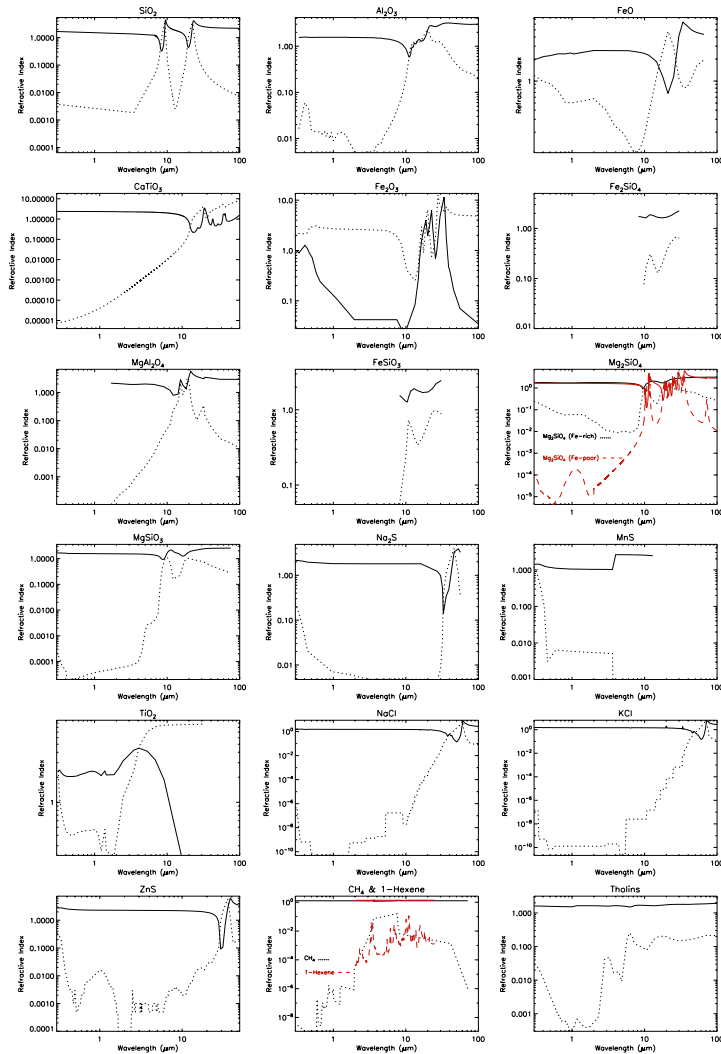 SiO₂
Al₂O₃
FeO
Refractive Index
1.0000
0.1000
0.0100
0.0010
0.0001
1
10
100
Wavelength (μm)
Refractive Index
1.00
0.10
0.01
1
10
100
Wavelength (μm)
Refractive Index
1
1
10
100
Wavelength (μm)
CaTiO₃
Fe₂O₃
Fe₂SiO₄
Refractive Index
10.00000
1.00000
0.10000
0.01000
0.00100
0.00010
0.00001
1
10
Wavelength (μm)
Refractive Index
10.0
1.0
0.1
1
10
100
Wavelength (μm)
Refractive Index
1.00
0.10
0.01
1
10
100
Wavelength (μm)
MgAl₂O₄
FeSiO₃
Mg₂SiO₄
Refractive Index
1.000
0.100
0.010
0.001
1
10
100
Wavelength (μm)
Refractive Index
1.0
0.1
1
10
100
Wavelength (μm)
Refractive Index
10⁰
10⁻¹
10⁻²
10⁻³
10⁻⁴
10⁻⁵
Mg₂SiO₄ (Fe-rich)
Mg₂SiO₄ (Fe-poor)
1
10
100
Wavelength (μm)
MgSiO₃
Na₂S
MnS
Refractive Index
1.0000
0.1000
0.0100
0.0010
0.0001
1
10
100
Wavelength (μm)
Refractive Index
1.00
0.10
0.01
1
10
100
Wavelength (μm)
Refractive Index
1.000
0.100
0.010
0.001
1
10
100
Wavelength (μm)
TiO₂
NaCl
KCl
Refractive Index
1
1
10
100
Wavelength (μm)
Refractive Index
10⁰
10⁻²
10⁻⁴
10⁻⁶
10⁻⁸
10⁻¹⁰
1
10
100
Wavelength (μm)
Refractive Index
10⁰
10⁻²
10⁻⁴
10⁻⁶
10⁻⁸
10⁻¹⁰
1
10
100
Wavelength (μm)
ZnS
CH₄ & 1-Hexene
Tholins
Refractive Index
1.0000
0.1000
0.0100
0.0010
0.0001
1
10
Wavelength (μm)
Refractive Index
10⁰
10⁻²
10⁻⁴
10⁻⁶
10⁻⁸
CH₄
1-Hexene
1
10
100
Wavelength (μm)
Refractive Index
1.000
0.100
0.010
0.001
1
10
100
Wavelength (μm)